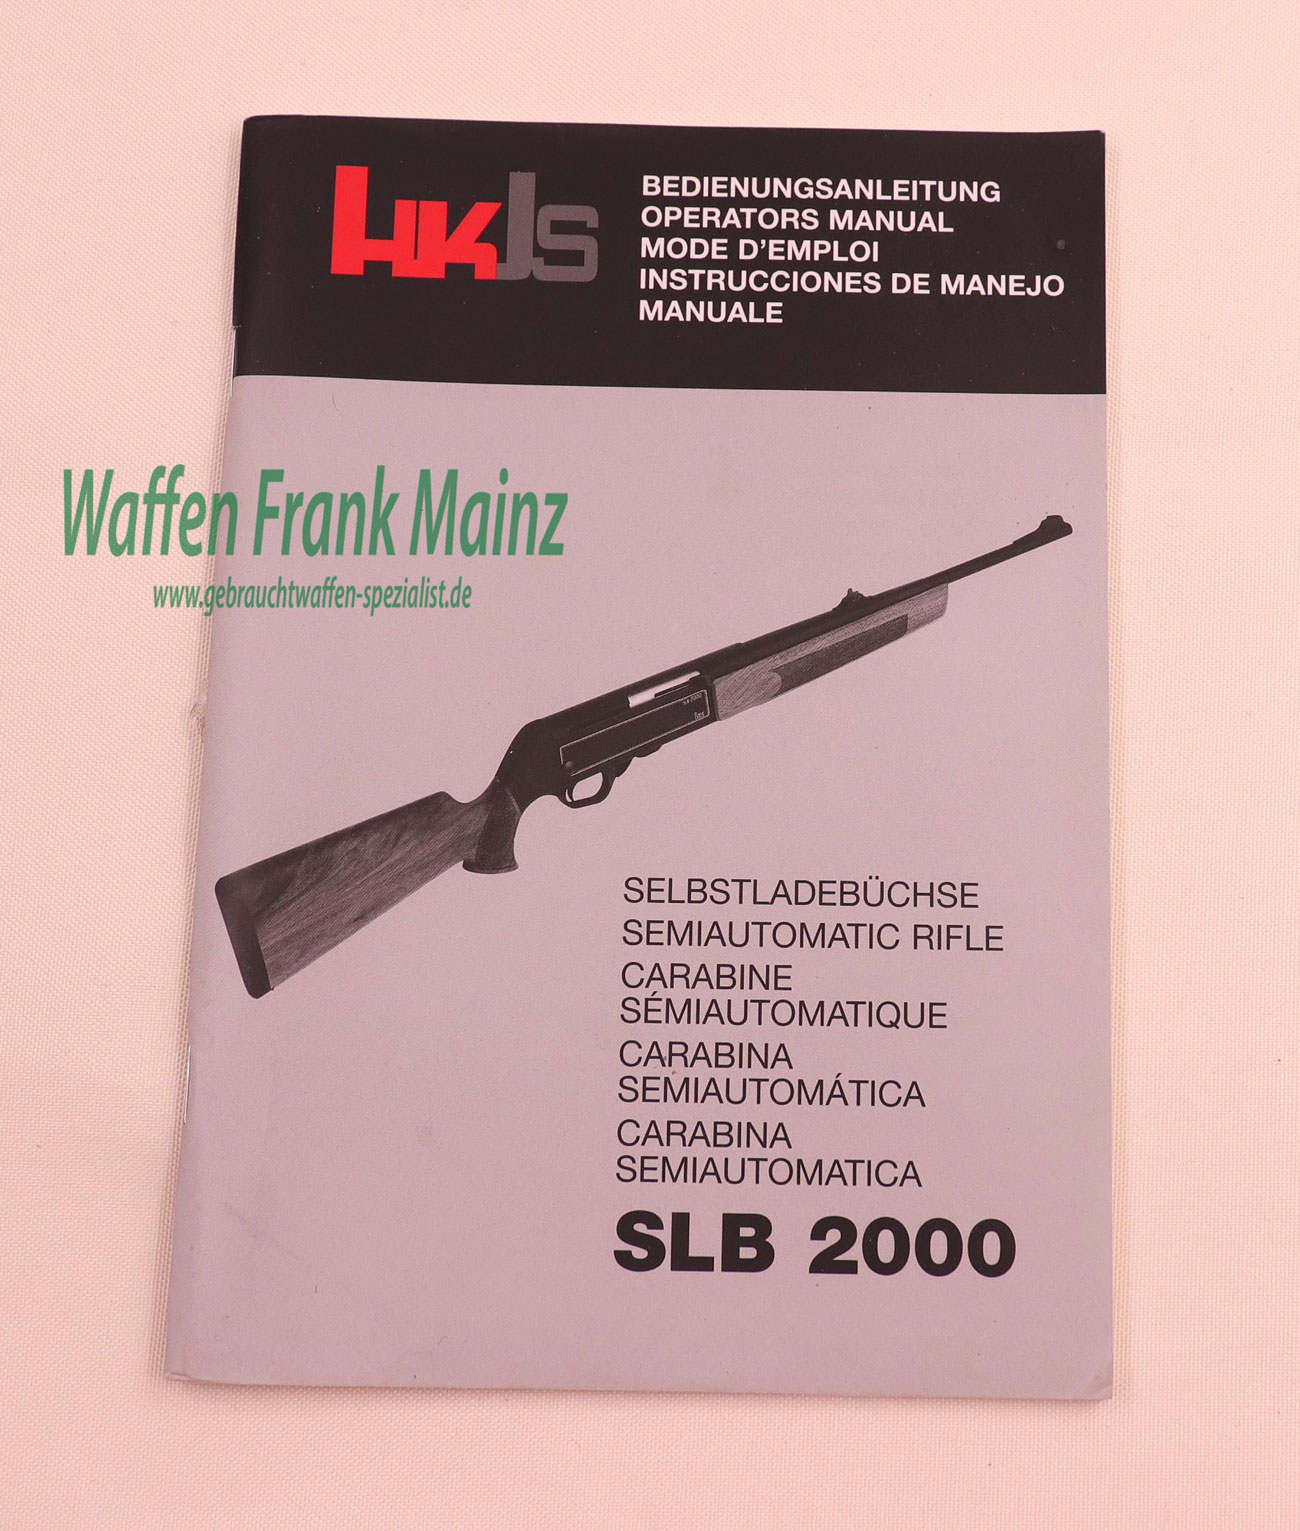 HKJS
BEDIENUNGSANLEITUNG
OPERATORS MANUAL
MODE D'EMPLOI
INSTRUCCIONES DE MANEJO
MANUALE
Waffen Frank Mainz
www.gebrauchtwaffen-spezialist.de
SELBSTLADEBÜCHSE
SEMIAUTOMATIC RIFLE
CARABINE
SÉMIAUTOMATIQUE
CARABINA
SEMIAUTOMÁTICA
CARABINA
SEMIAUTOMATICA
SLB 2000